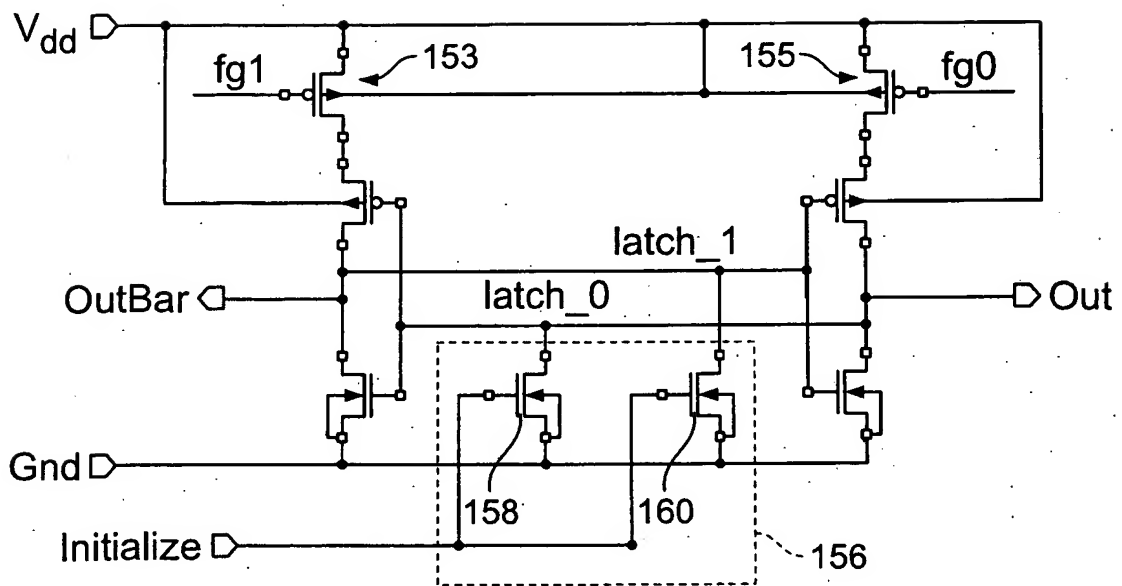 Vdd
fg1
153
155
fg0
latch_1
OutBar
latch_0
Out
Gnd
158
160
Initialize
156